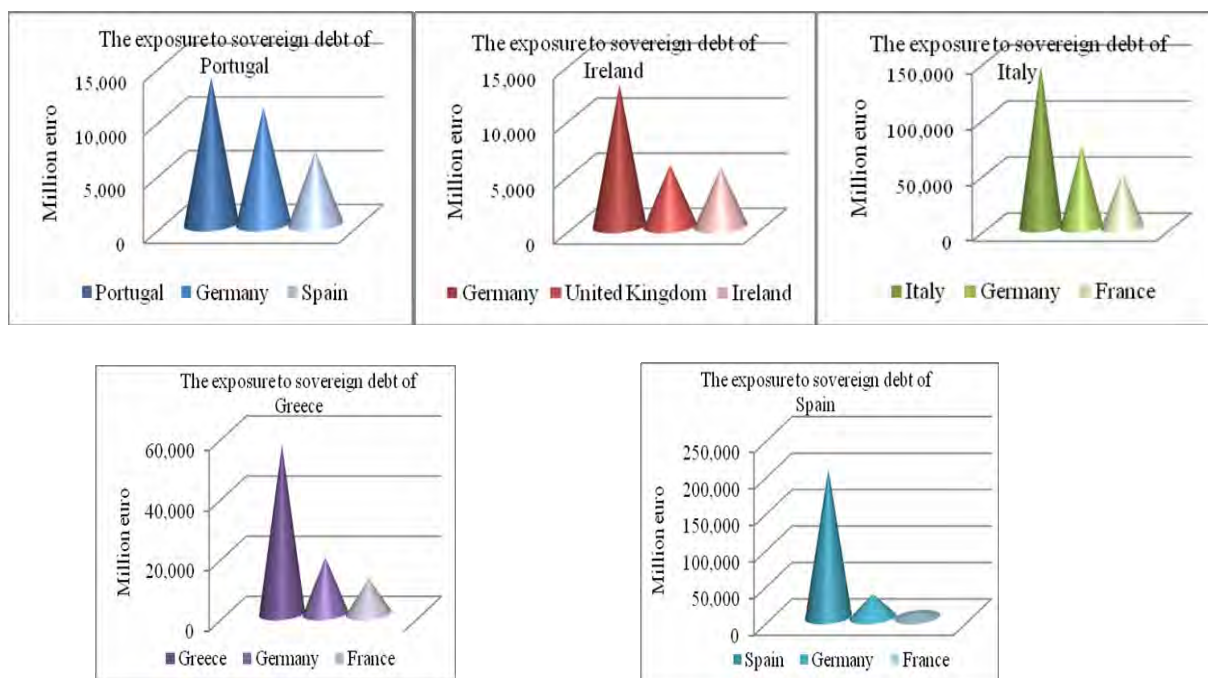 The exposure to sovereign debt of
Portugal
15,000
10,000
5,000
0
Million euro
Portugal Germany Spain
The exposure to sovereign debt of
Ireland
15,000
10,000
5,000
0
Million euro
Germany United Kingdom Ireland
The exposure to sovereign debt of
Italy
150,000
100,000
50,000
0
Million euro
Italy Germany France
The exposure to sovereign debt of
Greece
60,000
40,000
20,000
0
Million euro
Greece Germany France
The exposure to sovereign debt of
Spain
250,000
200,000
150,000
100,000
50,000
0
Million euro
Spain Germany France